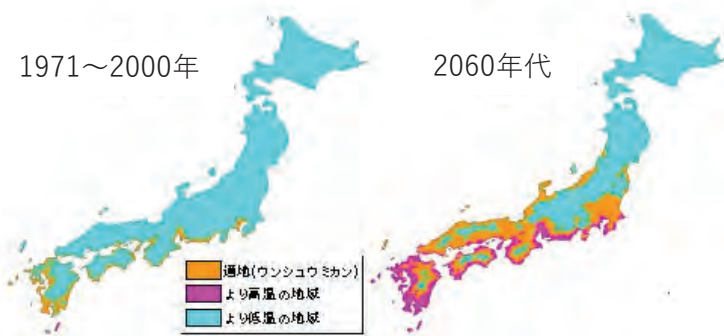 1971～2000年
2060年代
適地(ウンシュウミカン)
より高温の地域
より低温の地域